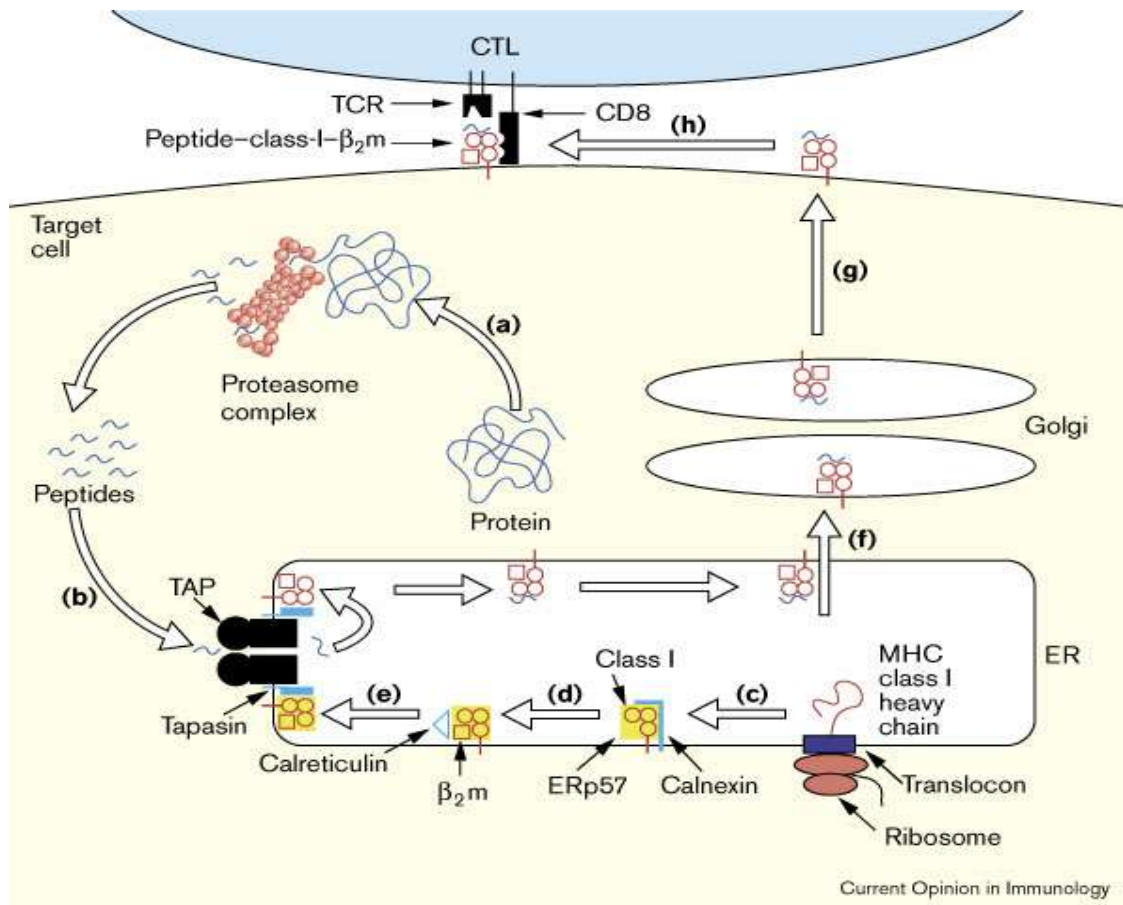 CTL
TCR
CD8
Peptide–class-I–β₂m
(h)
Target
cell
(g)
(a)
Proteasome
complex
Golgi
Peptides
Protein
(f)
TAP
(b)
Class I
MHC
class I
heavy
chain
ER
(e)
(d)
(c)
Tapasin
Calreticulin
β₂m
ERp57
Calnexin
Translocon
Ribosome
Current Opinion in Immunology